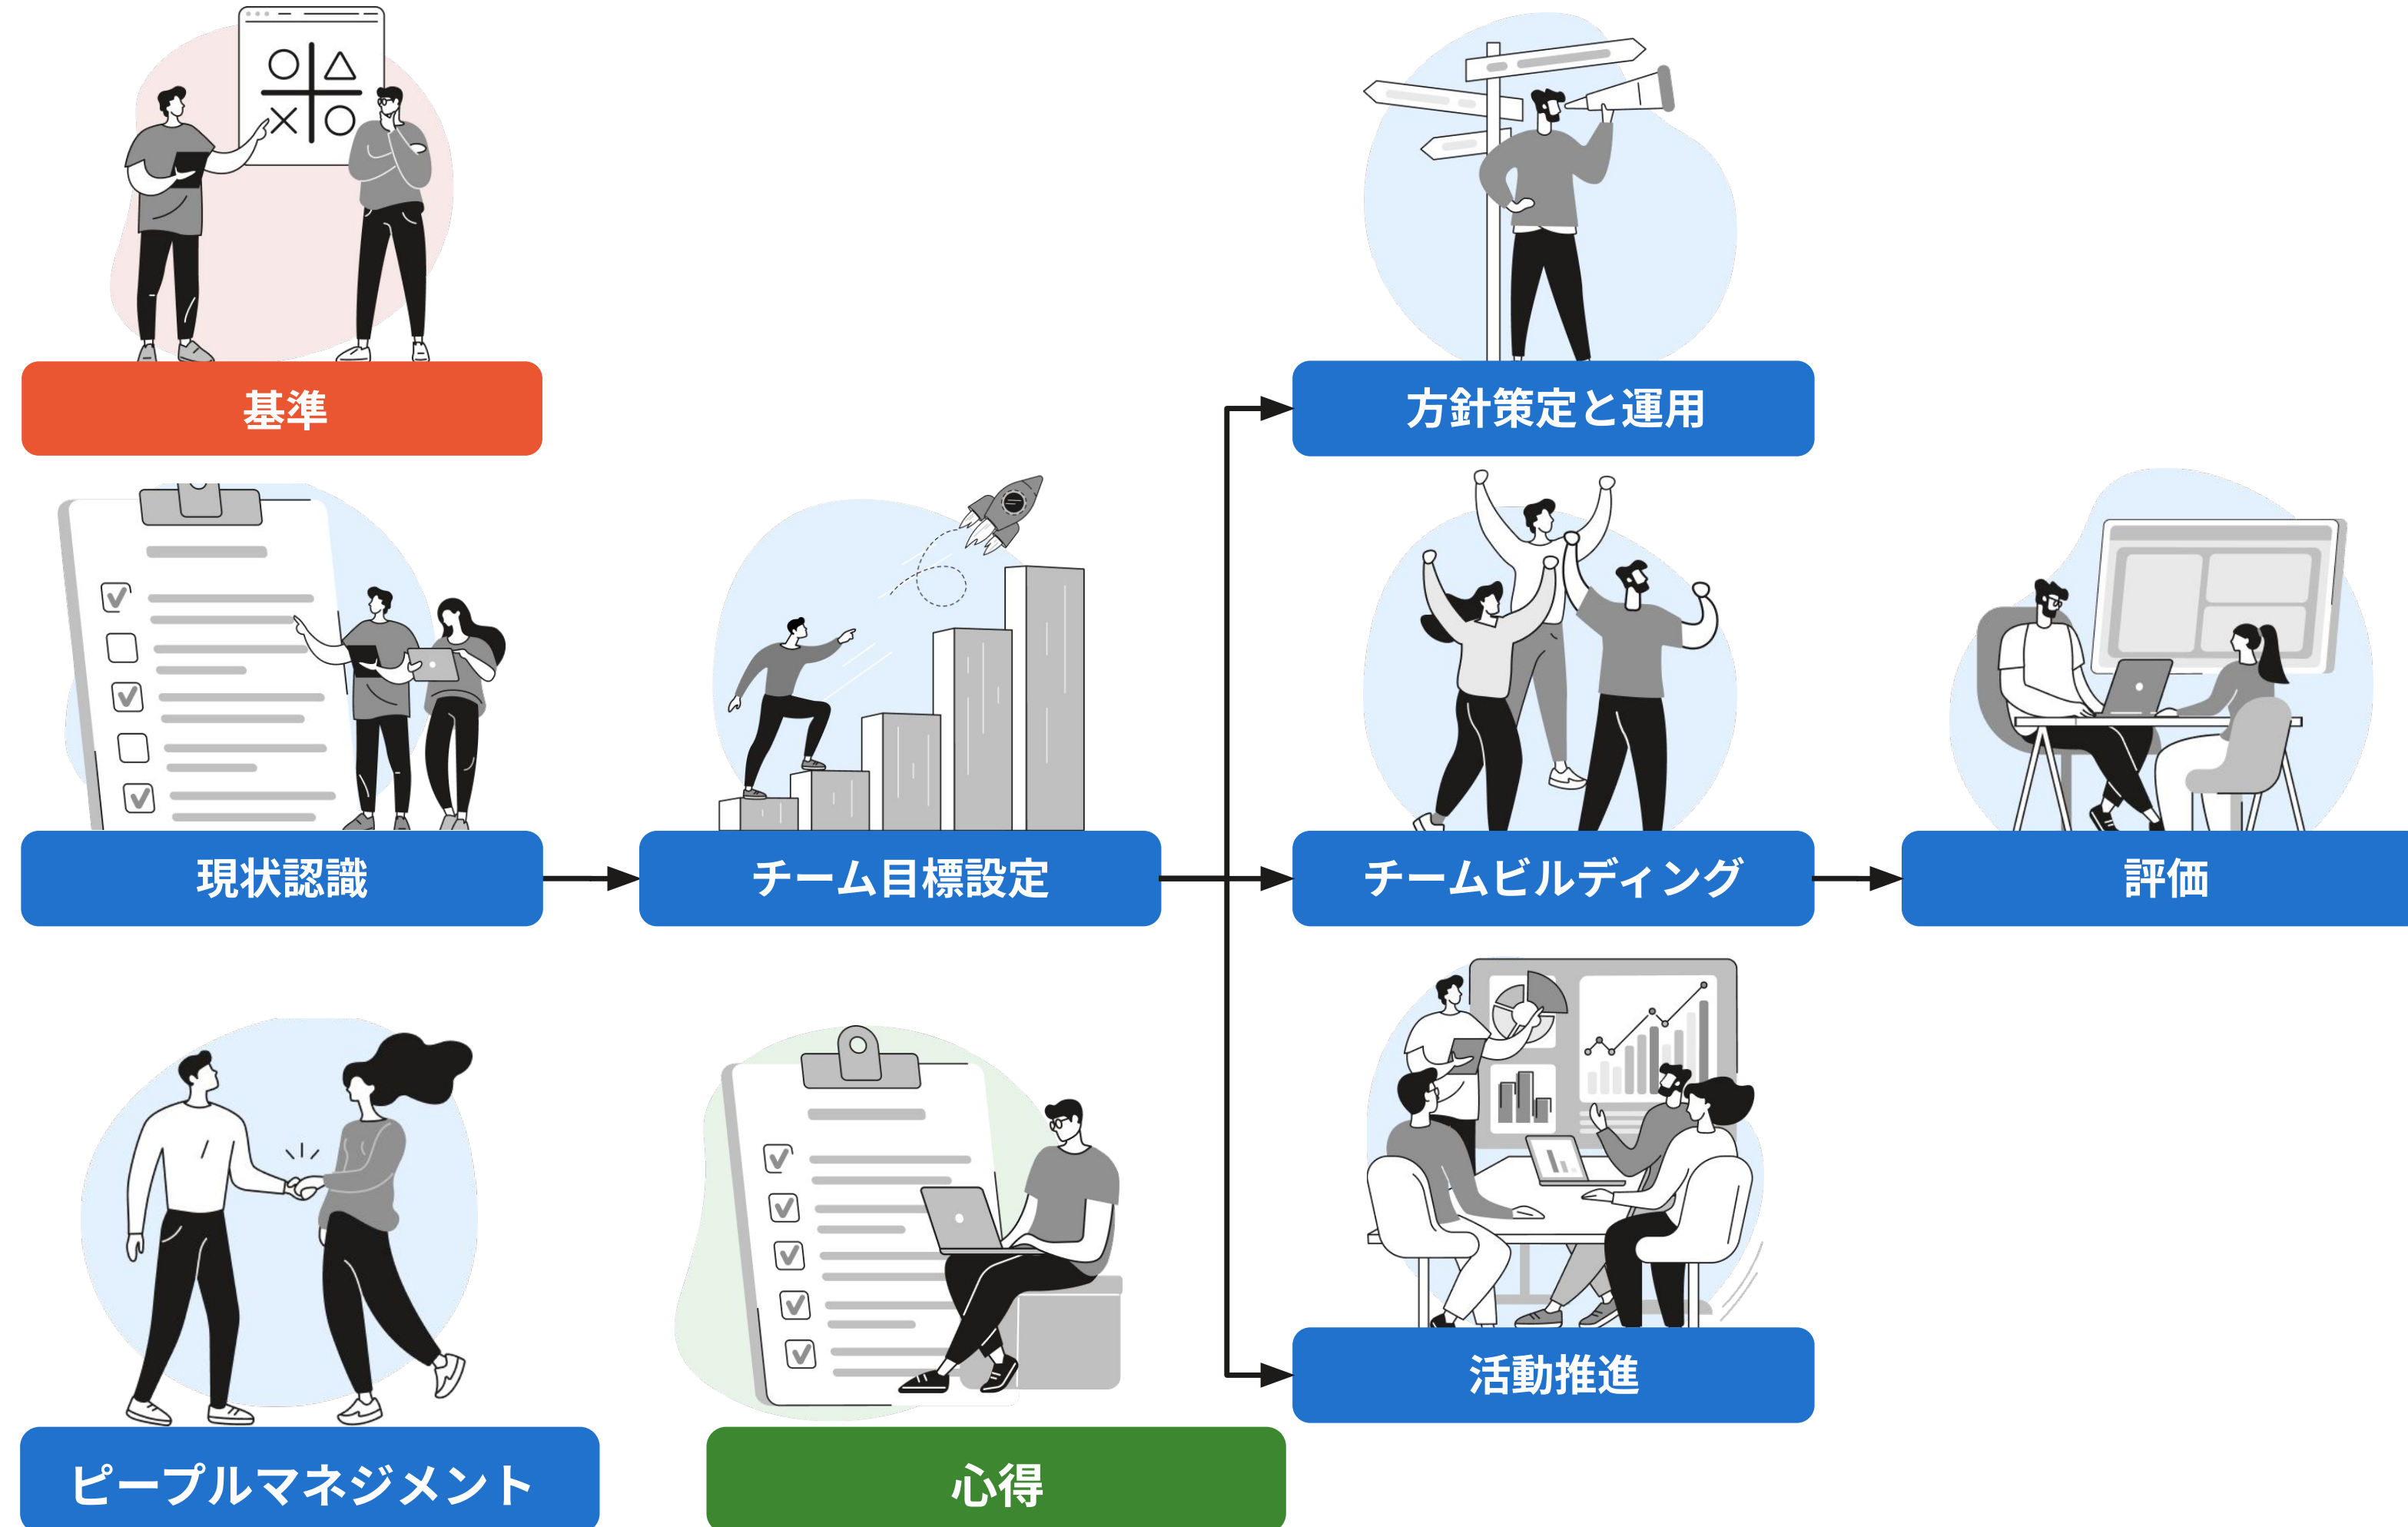 基準
方針策定と運用
現状認識
チーム目標設定
チームビルディング
評価
活動推進
ピープルマネジメント
心得